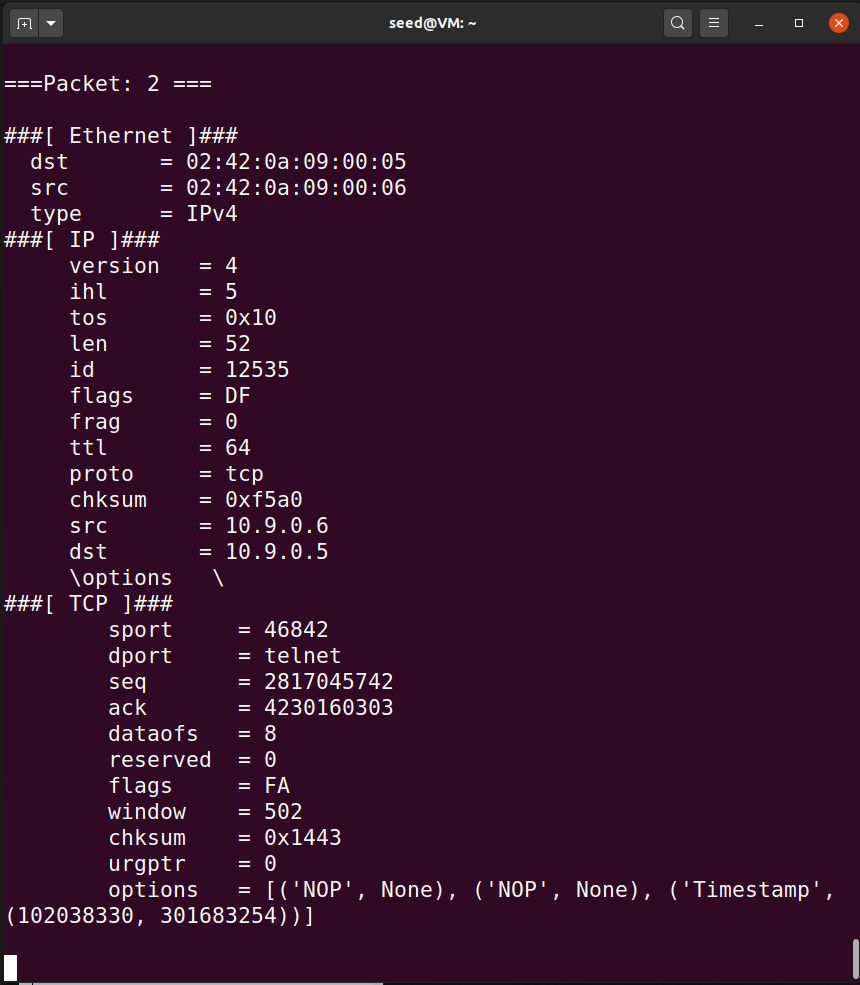 seed@VM: ~
===Packet: 2 ===
###[ Ethernet ]###
  dst       = 02:42:0a:09:00:05
  src       = 02:42:0a:09:00:06
  type      = IPv4
###[ IP ]###
     version   = 4
     ihl       = 5
     tos       = 0x10
     len       = 52
     id        = 12535
     flags     = DF
     frag      = 0
     ttl       = 64
     proto     = tcp
     chksum    = 0xf5a0
     src       = 10.9.0.6
     dst       = 10.9.0.5
     \options   \
###[ TCP ]###
        sport     = 46842
        dport     = telnet
        seq       = 2817045742
        ack       = 4230160303
        dataofs   = 8
        reserved  = 0
        flags     = FA
        window    = 502
        chksum    = 0x1443
        urgptr    = 0
        options   = [('NOP', None), ('NOP', None), ('Timestamp',
(102038330, 301683254))]